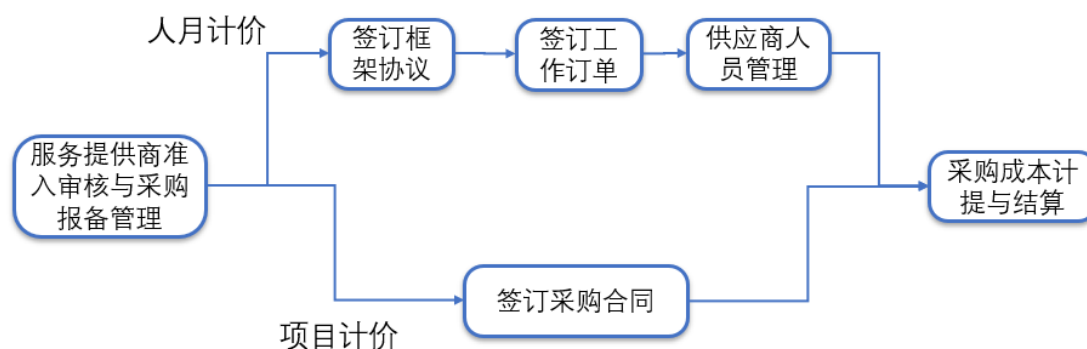 人月计价
签订框
架协议
签订工
作订单
供应商人
员管理
服务提供商准
入审核与采购
报备管理
采购成本计
提与结算
签订采购合同
项目计价